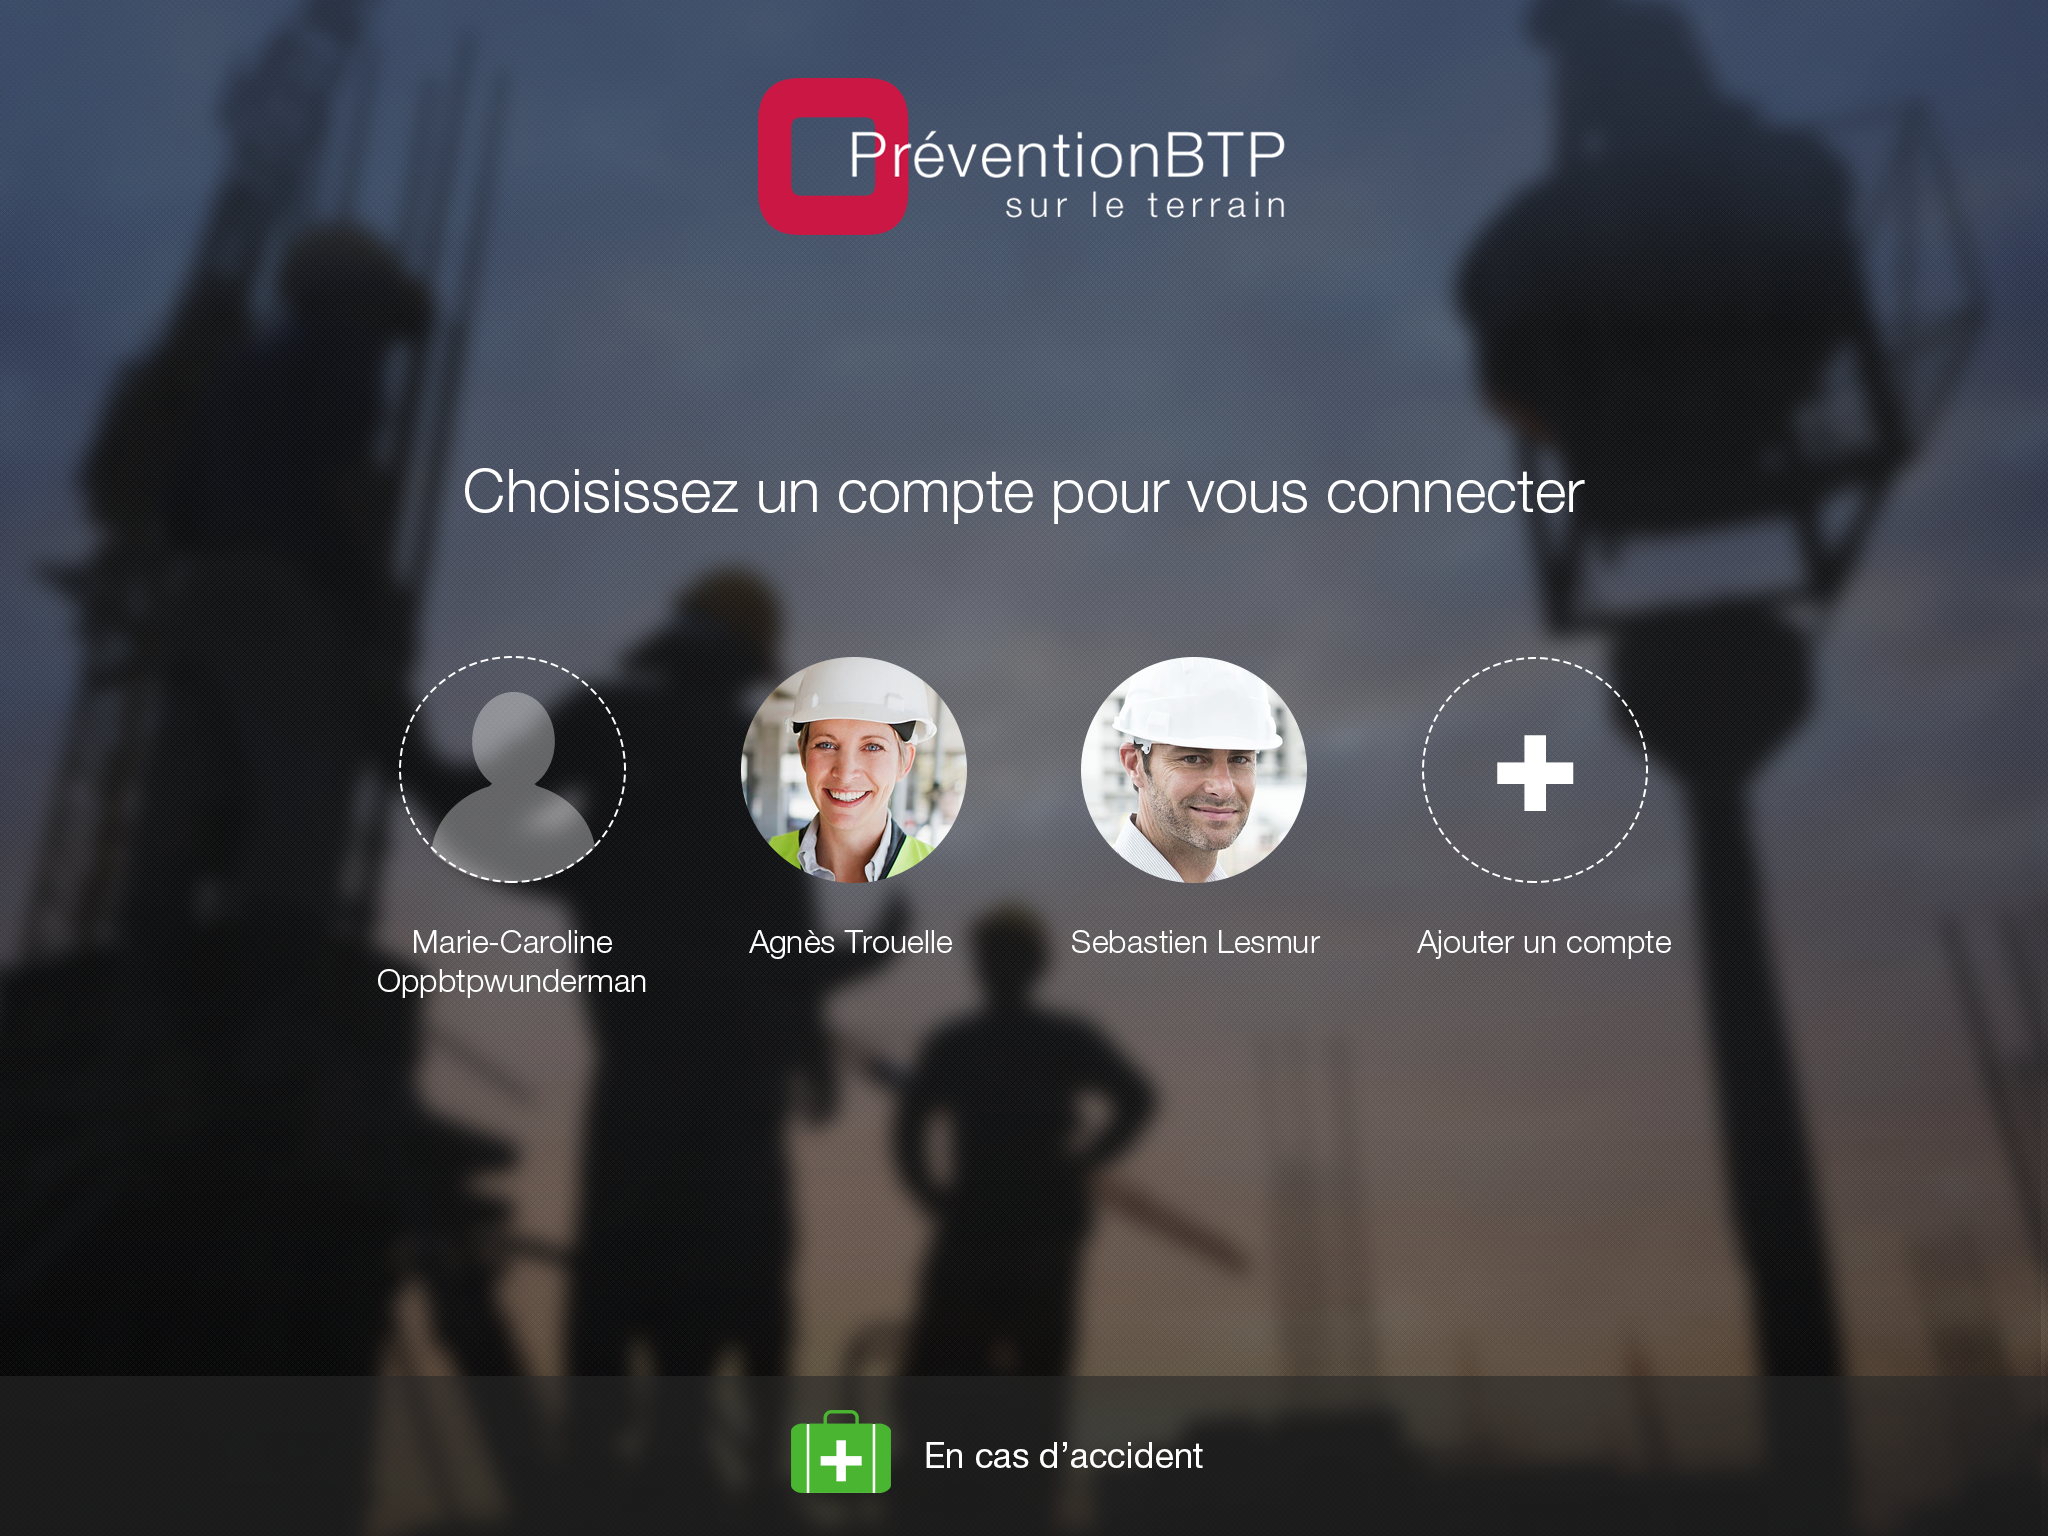 PréventionBTP
sur le terrain
Choisissez un compte pour vous connecter
Marie-Caroline
Oppbtpwunderman
Agnès Trouelle
Sebastien Lesmur
Ajouter un compte
En cas d’accident